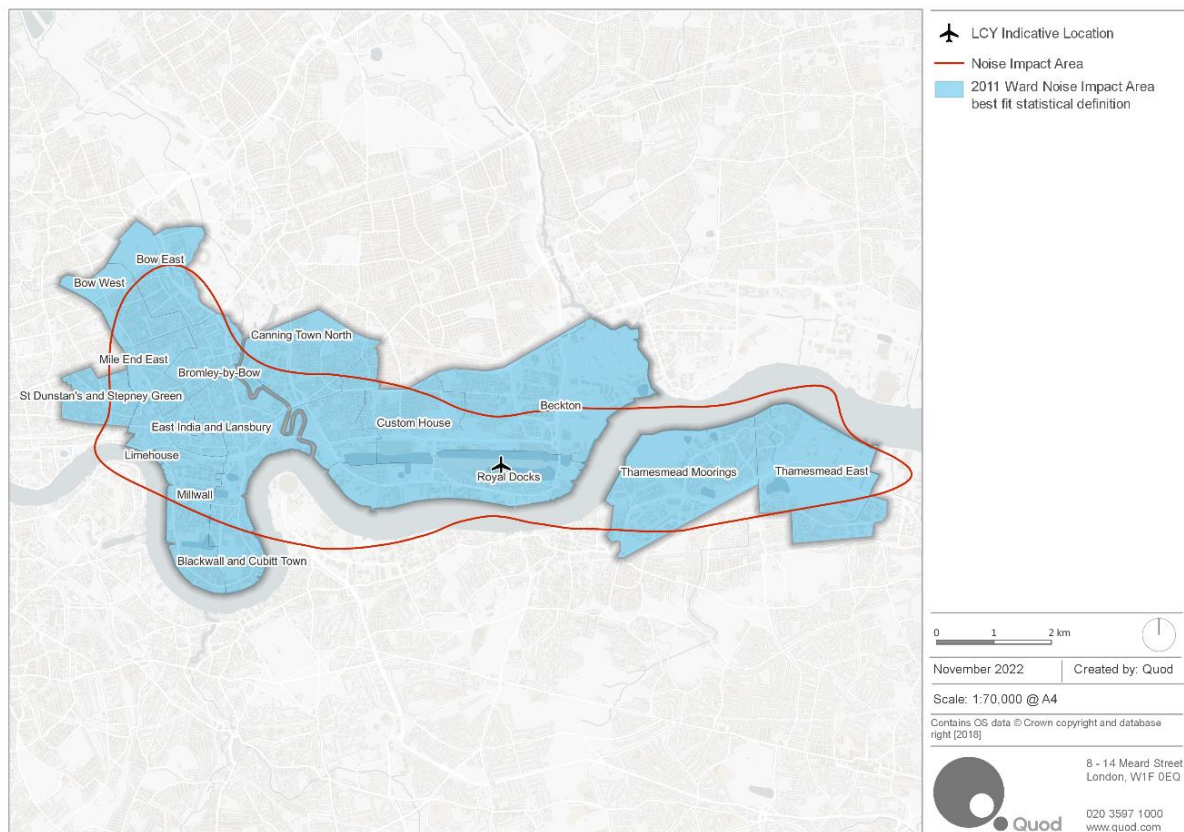 Bow East
Bow West
Canning Town North
Mile End East
Bromley-by-Bow
St Dunstan's and Stepney Green
Beckton
East India and Lansbury
Custom House
Limehouse
Royal Docks
Thamesmead Moorings
Thamesmead East
Millwall
Blackwall and Cubitt Town
LCY Indicative Location
Noise Impact Area
2011 Ward Noise Impact Area
best fit statistical definition
0 1 2 km
November 2022
Created by: Quod
Scale: 1:70,000 @ A4
Contains OS data © Crown copyright and database
right [2018]
8 - 14 Meard Street
London, W1F 0EQ
020 3597 1000
www.quod.com
Quod